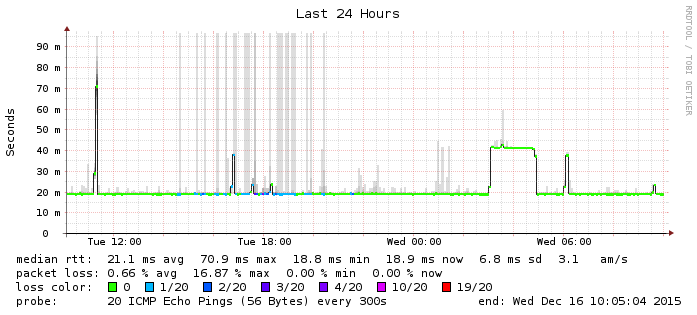 Last 24 Hours
RRDTOOL / TOBI OETIKER
Seconds
90 m
80 m
70 m
60 m
50 m
40 m
30 m
20 m
10 m
0
Tue 12:00 Tue 18:00 Wed 00:00 Wed 06:00
median rtt: 21.1 ms avg 70.9 ms max 18.8 ms min 18.9 ms now 6.8 ms sd 3.1 am/s
packet loss: 0.66 % avg 16.87 % max 0.00 % min 0.00 % now
loss color: 0 1/20 2/20 3/20 4/20 10/20 19/20
probe: 20 ICMP Echo Pings (56 Bytes) every 300s end: Wed Dec 16 10:05:04 2015